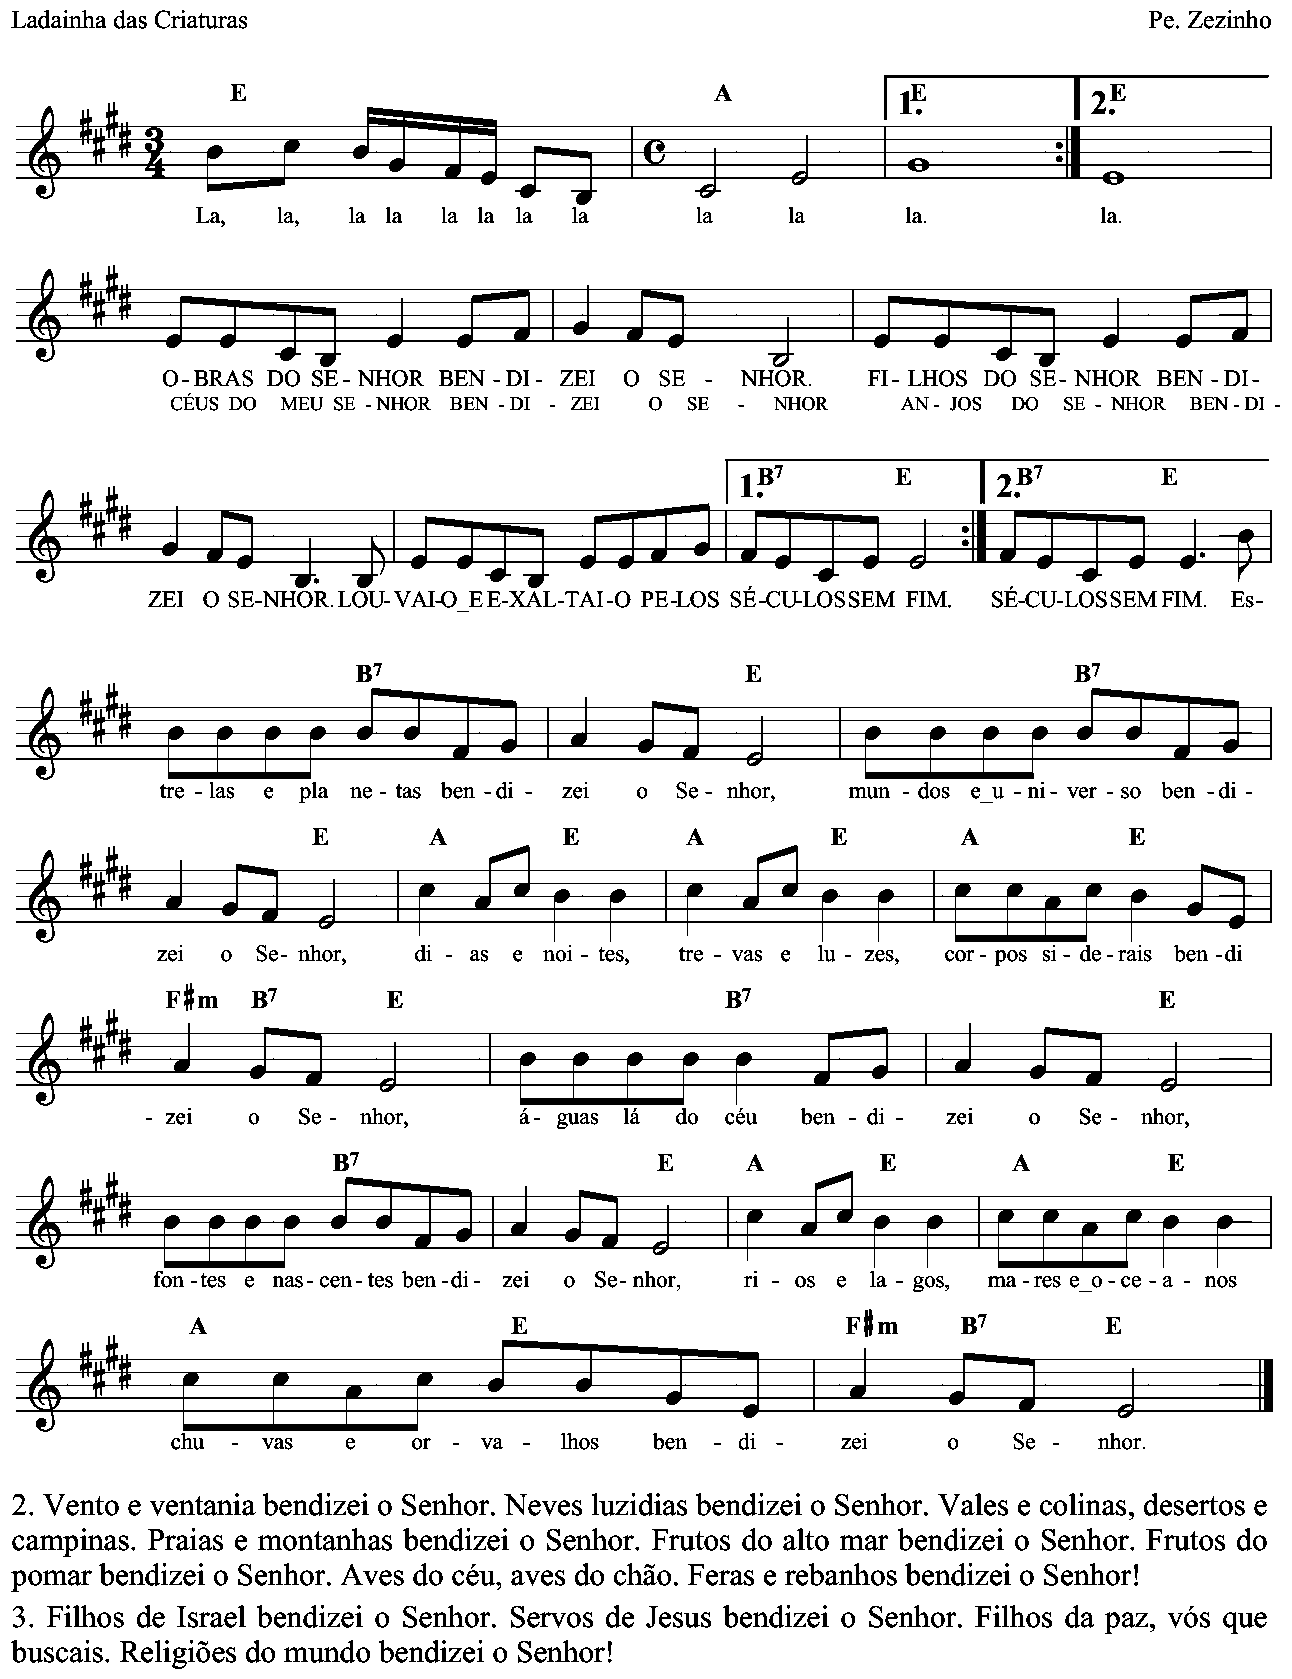 Ladainha das Criaturas Pe. Zezinho
E A 1. E 2. E
3 4
La, la, la la la la la la la la la. la.
O-BRAS DO SE-NHOR BEN-DI- ZEI O SE - NHOR. FI-LHOS DO SE-NHOR BEN-DI-
CÉUS DO MEU SE-NHOR BEN-DI - ZEI O SE - NHOR AN-JOS DO SE-NHOR BEN-DI-
1. B7 E 2. B7 E
ZEI O SE-NHOR. LOU-VAI-O_E E-XAL-TAI-O PE-LOS SÉ-CU-LOS SEM FIM. SÉ-CU-LOS SEM FIM. Es-
B7 E B7
tre-las e pla ne-tas ben-di- zei o Se-nhor, mun-dos e_u-ni-ver-so ben-di-
E A E A E A E
zei o Se-nhor, di-as e noi-tes, tre-vas e lu-zes, cor-pos si-de-rais ben-di
F#m B7 E B7 E
- zei o Se-nhor, á-guas lá do céu ben-di- zei o Se-nhor,
B7 E A E A E
fon-tes e nas-cen-tes ben-di- zei o Se-nhor, ri-os e la-gos, ma-res e_o-ce-a-nos
A E F#m B7 E
chu-vas e or-va-lhos ben-di-zei o Se-nhor.
2. Vento e ventania bendizei o Senhor. Neves luzidias bendizei o Senhor. Vales e colinas, desertos e
campinas. Praias e montanhas bendizei o Senhor. Frutos do alto mar bendizei o Senhor. Frutos do
pomar bendizei o Senhor. Aves do céu, aves do chão. Feras e rebanhos bendizei o Senhor!
3. Filhos de Israel bendizei o Senhor. Servos de Jesus bendizei o Senhor. Filhos da paz, vós que
buscais. Religiões do mundo bendizei o Senhor!